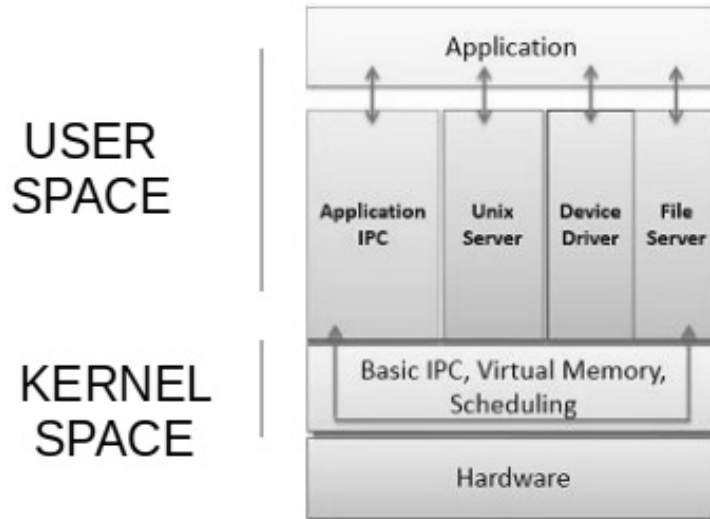 Application
USER
SPACE
Application
IPC
Unix
Server
Device
Driver
File
Server
KERNEL
SPACE
Basic IPC, Virtual Memory,
Scheduling
Hardware